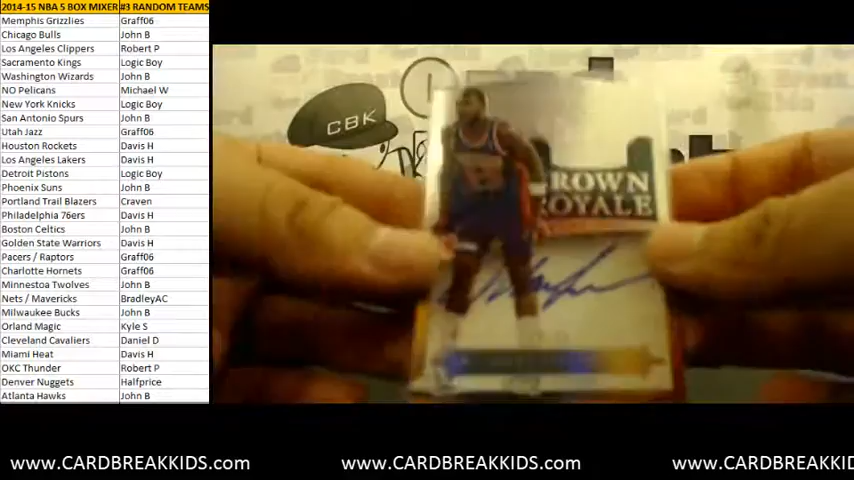 2014-15 NBA 5 BOX MIXER #3 RANDOM TEAMS
Memphis Grizzlies Graff06
Chicago Bulls John B
Los Angeles Clippers Robert P
Sacramento Kings Logic Boy
Washington Wizards John B
NO Pelicans Michael W
New York Knicks Logic Boy
San Antonio Spurs John B
Utah Jazz Graff06
Houston Rockets Davis H
Los Angeles Lakers Davis H
Detroit Pistons Logic Boy
Phoenix Suns John B
Portland Trail Blazers Craven
Philadelphia 76ers Davis H
Boston Celtics John B
Golden State Warriors Davis H
Pacers / Raptors Graff06
Charlotte Hornets Graff06
Minnestoa Twolves John B
Nets / Mavericks BradleyAC
Milwaukee Bucks John B
Orland Magic Kyle S
Cleveland Cavaliers Daniel D
Miami Heat Davis H
OKC Thunder Robert P
Denver Nuggets Halfprice
Atlanta Hawks John B
CBK
CROWN
ROYALE
www.CARDBREAKKIDS.com www.CARDBREAKKIDS.com www.CARDBREAKKIDS.com